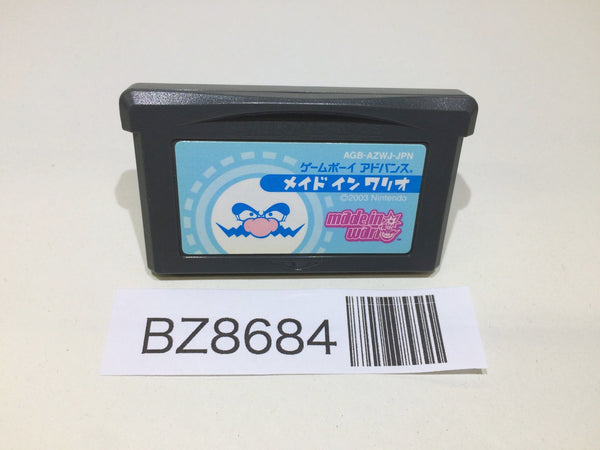 AGB-AZWJ-JPN
ゲームボーイ アドバンス®
メイド イン ワリオ
©2003 Nintendo
made in
wario™
BZ8684